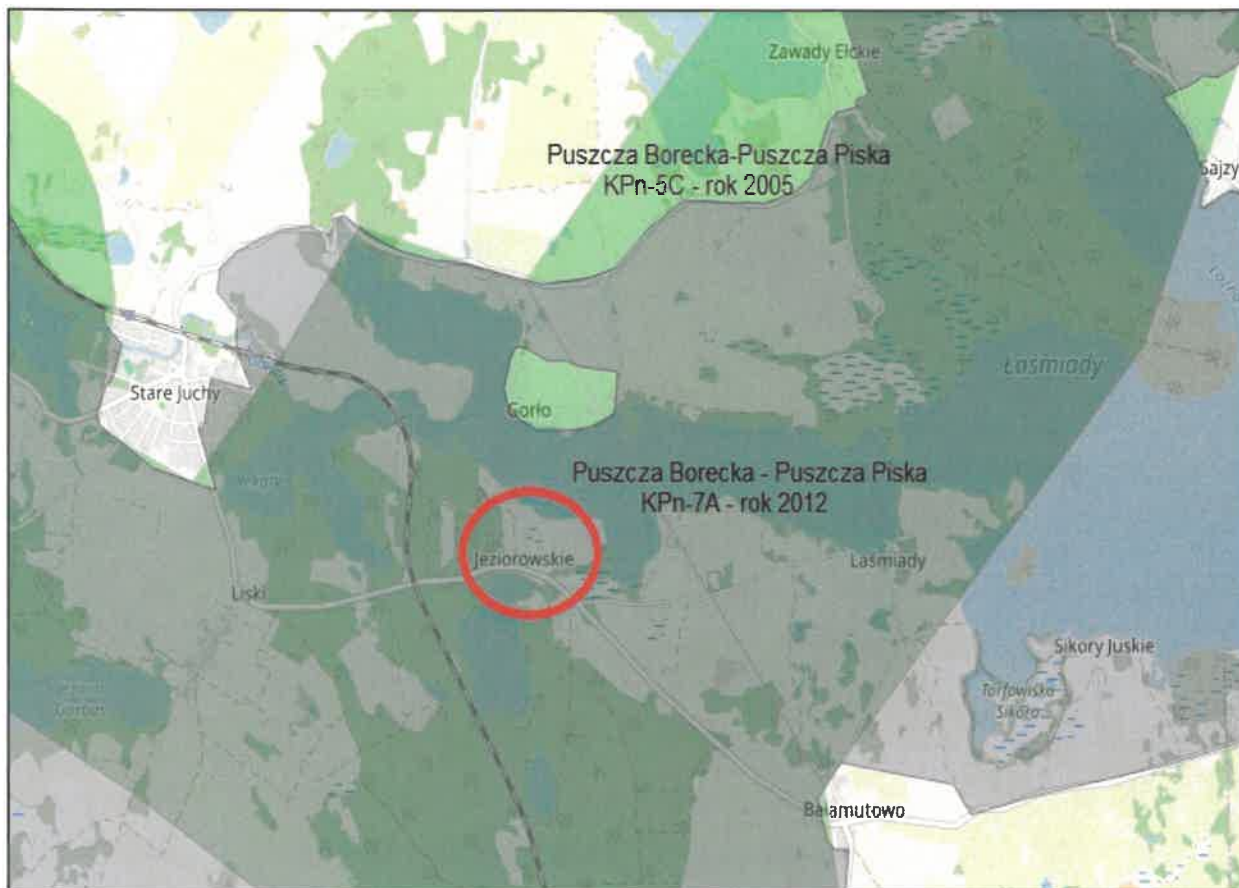 Zawady Ełckie
Puszcza Borecka-Puszcza Piska
KPn-5C - rok 2005
Sajzy
Łaśmiady
Stare Juchy
Gorło
Puszcza Borecka - Puszcza Piska
KPn-7A - rok 2012
Jeziorowskie
Łaśmiady
Liski
Sikory Juskie
Torfowiska
Sikora...
Bałamutowo